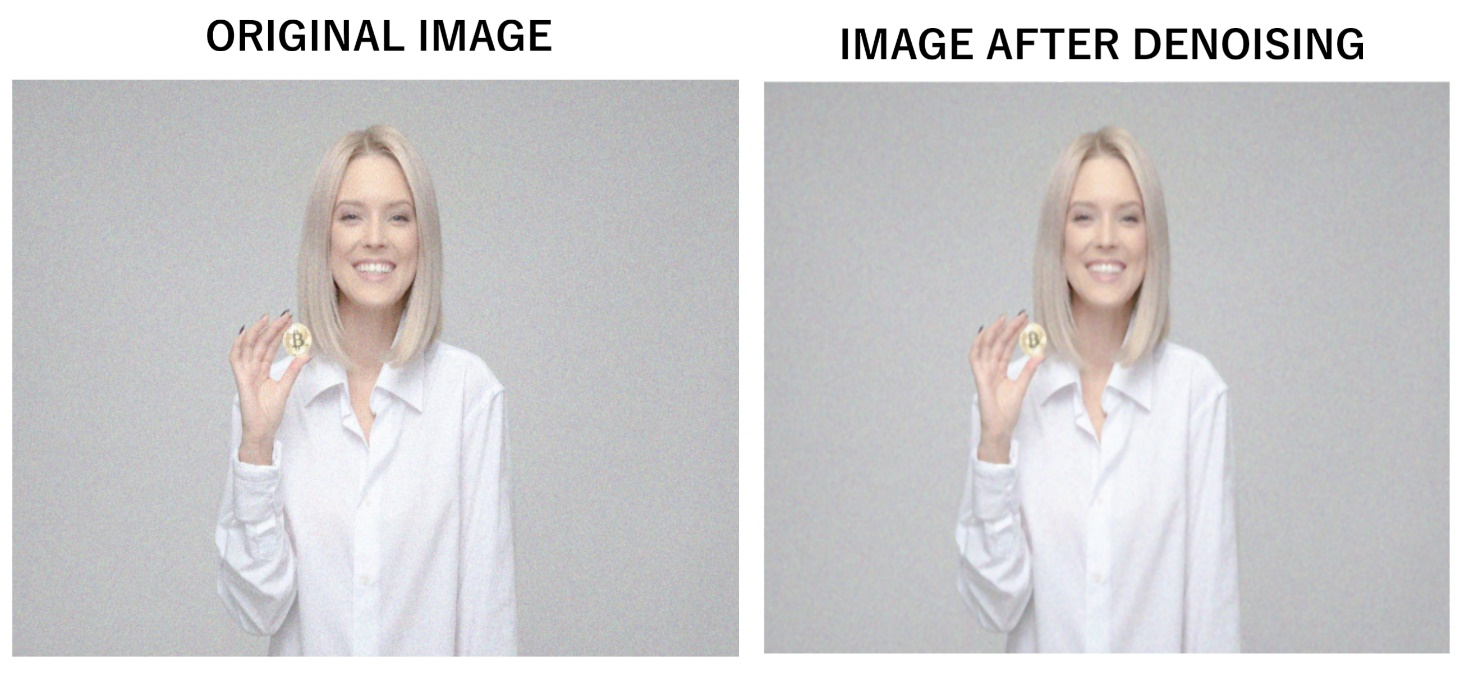 ORIGINAL IMAGE
IMAGE AFTER DENOISING
₿